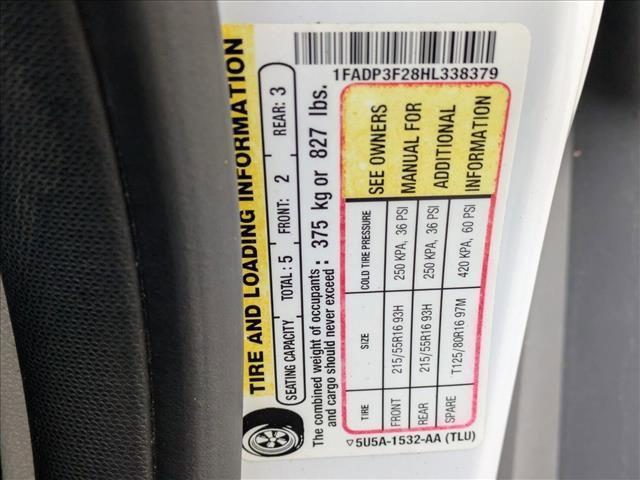 1FADP3F28HL338379
TIRE AND LOADING INFORMATION
SEATING CAPACITY TOTAL: 5 FRONT: 2 REAR: 3
The combined weight of occupants
and cargo should never exceed : 375 kg or 827 lbs.
TIRE SIZE COLD TIRE PRESSURE
FRONT 215/55R16 93H 250 KPA, 36 PSI
REAR 215/55R16 93H 250 KPA, 36 PSI
SPARE T125/80R16 97M 420 KPA, 60 PSI
SEE OWNERS
MANUAL FOR
ADDITIONAL
INFORMATION
5U5A-1532-AA (TLU)